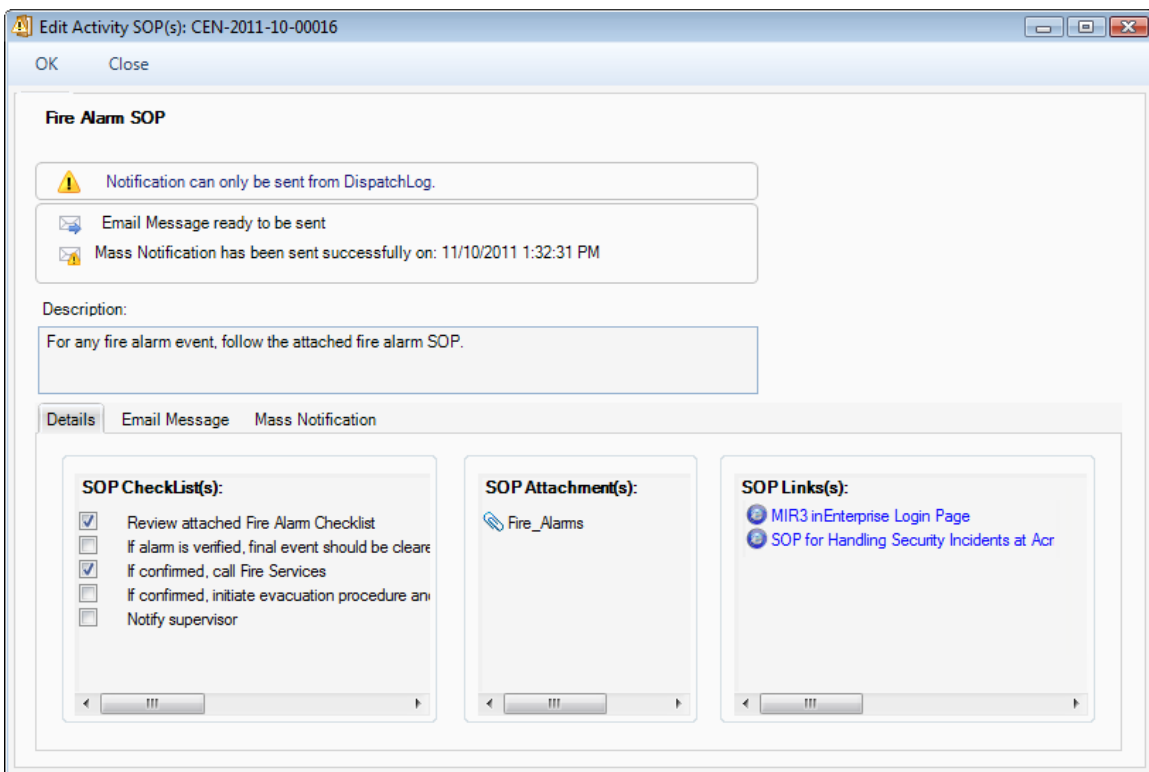 Edit Activity SOP(s): CEN-2011-10-00016
OK Close
Fire Alarm SOP
Notification can only be sent from DispatchLog.
Email Message ready to be sent
Mass Notification has been sent successfully on: 11/10/2011 1:32:31 PM
Description:
For any fire alarm event, follow the attached fire alarm SOP.
Details Email Message Mass Notification
SOP CheckList(s):
Review attached Fire Alarm Checklist
If alarm is verified, final event should be cleare
If confirmed, call Fire Services
If confirmed, initiate evacuation procedure an
Notify supervisor
SOP Attachment(s):
Fire_Alarms
SOP Links(s):
MIR3 inEnterprise Login Page
SOP for Handling Security Incidents at Acr